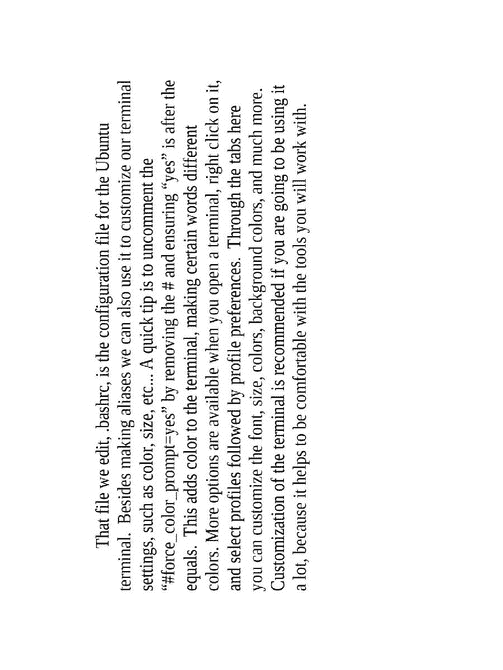 That file we edit, .bashrc, is the configuration file for the Ubuntu
terminal.  Besides making aliases we can also use it to customize our terminal
settings, such as color, size, etc... A quick tip is to uncomment the
“#force_color_prompt=yes” by removing the # and ensuring “yes” is after the
equals.  This adds color to the terminal, making certain words different
colors. More options are available when you open a terminal, right click on it,
and select profiles followed by profile preferences.  Through the tabs here
you can customize the font, size, colors, background colors, and much more.
Customization of the terminal is recommended if you are going to be using it
a lot, because it helps to be comfortable with the tools you will work with.